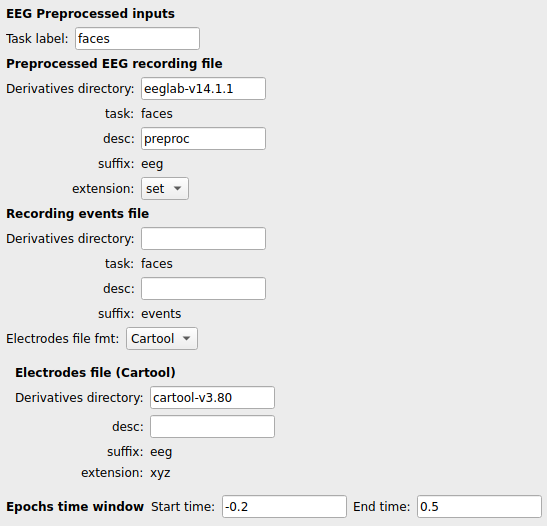 EEG Preprocessed inputs
Task label: faces
Preprocessed EEG recording file
Derivatives directory: eeglab-v14.1.1
task: faces
desc: preproc
suffix: eeg
extension: set
Recording events file
Derivatives directory:
task: faces
desc:
suffix: events
Electrodes file fmt: Cartool
Electrodes file (Cartool)
Derivatives directory: cartool-v3.80
desc:
suffix: eeg
extension: xyz
Epochs time window Start time: -0.2 End time: 0.5